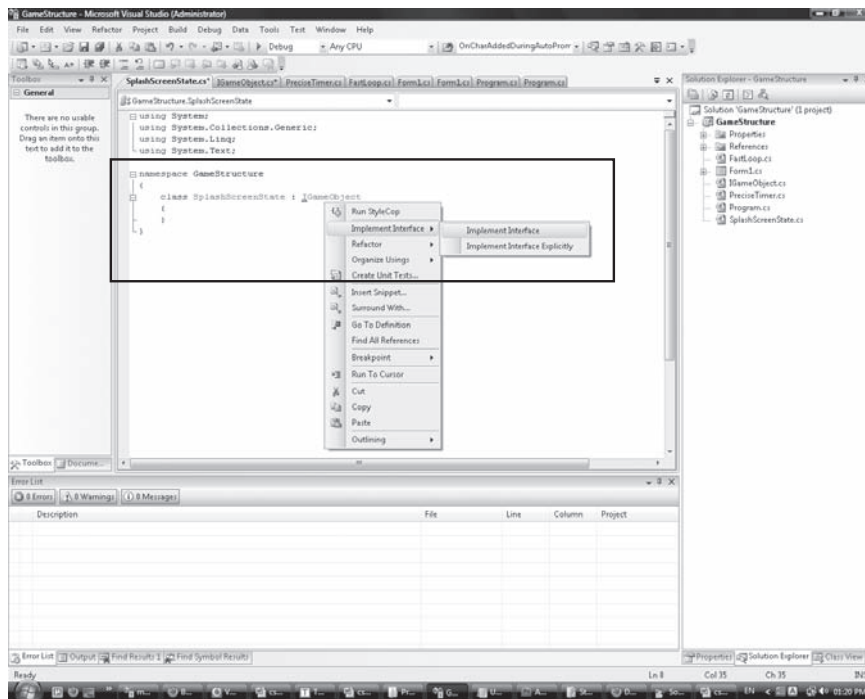 GameStructure - Microsoft Visual Studio (Administrator)
File Edit View Refactor Project Build Debug Data Tools Test Window Help
Debug Any CPU OnCharAddedDuringAutoProm
Toolbox
General
There are no usable
controls in this group.
Drag an item onto this
text to add it to the
toolbox.
SplashScreenState.cs* IGameObject.cs* PreciseTimer.cs FastLoop.cs Form1.cs Form1.cs Program.cs Program.cs
GameStructure.SplashScreenState
using System;
using System.Collections.Generic;
using System.Linq;
using System.Text;
namespace GameStructure
{
class SplashScreenState : IGameObject
{
}
}
Run StyleCop
Implement Interface
Refactor
Organize Usings
Create Unit Tests...
Insert Snippet...
Surround With...
Go To Definition
Find All References
Breakpoint
Run To Cursor
Cut
Copy
Paste
Outlining
Implement Interface
Implement Interface Explicitly
Solution Explorer - GameStructure
Solution 'GameStructure' (1 project)
GameStructure
Properties
References
FastLoop.cs
Form1.cs
IGameObject.cs
PreciseTimer.cs
Program.cs
SplashScreenState.cs
Toolbox Docume...
Error List
0 Errors 0 Warnings 0 Messages
Description File Line Column Project
Error List Output Find Results 1 Find Symbol Results
Properties Solution Explorer Class View
Ready Ln 8 Col 35 Ch 35
EN 01:20 PM